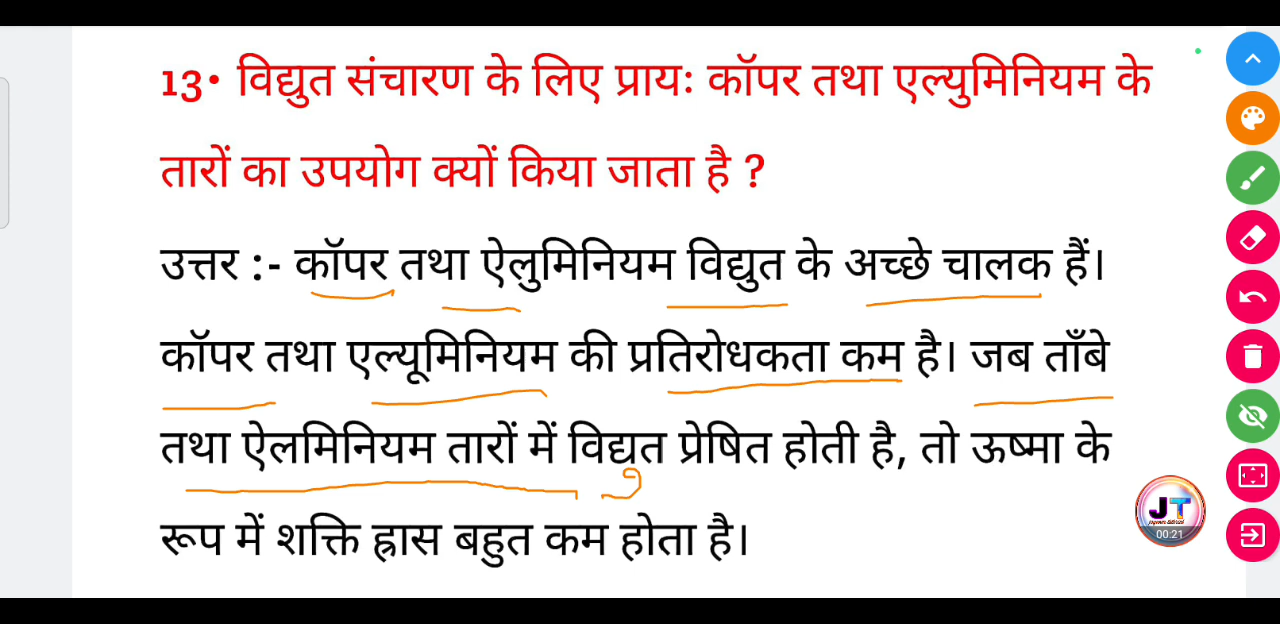 13• विद्युत संचारण के लिए प्रायः कॉपर तथा एल्युमिनियम के
तारों का उपयोग क्यों किया जाता है ?
उत्तर :- कॉपर तथा ऐलुमिनियम विद्युत के अच्छे चालक हैं।
कॉपर तथा एल्यूमिनियम की प्रतिरोधकता कम है। जब ताँबे
तथा ऐलमिनियम तारों में विद्युत प्रेषित होती है, तो ऊष्मा के
रूप में शक्ति ह्रास बहुत कम होता है।
JT
00:21